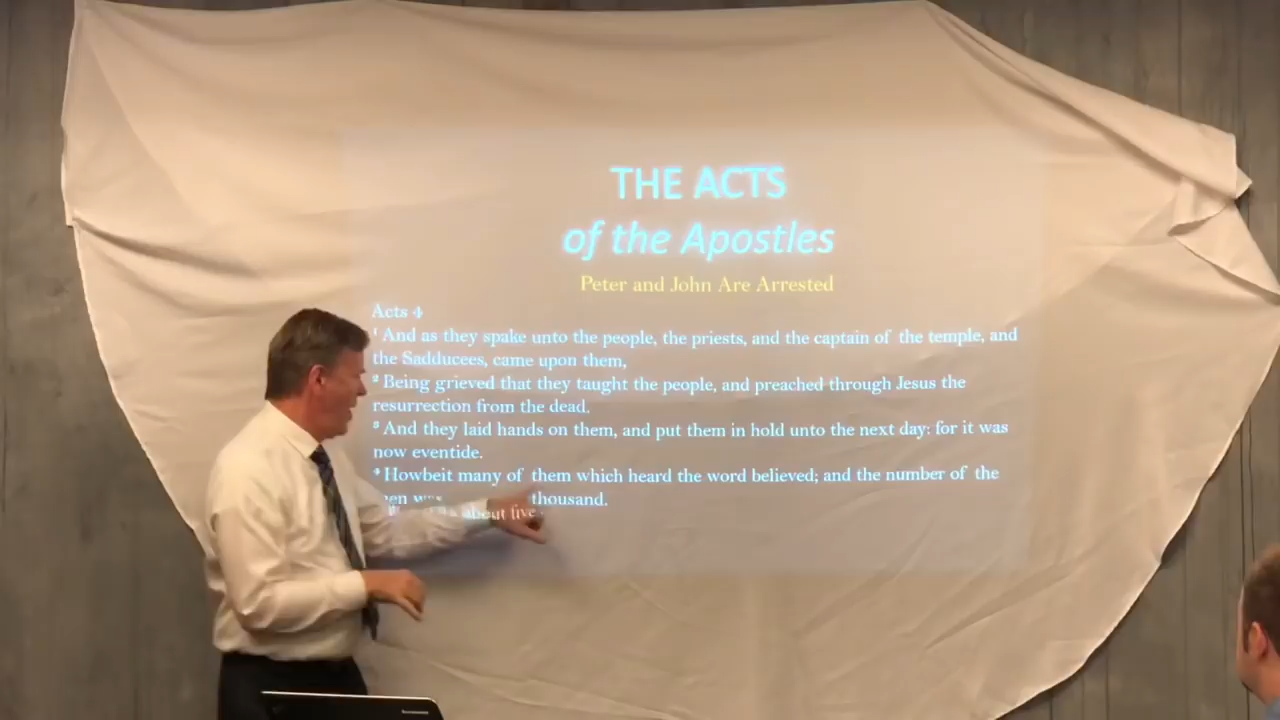 THE ACTS
of the Apostles
Peter and John Are Arrested
Acts 4
1 And as they spake unto the people, the priests, and the captain of the temple, and
the Sadducees, came upon them,
2 Being grieved that they taught the people, and preached through Jesus the
resurrection from the dead.
3 And they laid hands on them, and put them in hold unto the next day: for it was
now eventide.
4 Howbeit many of them which heard the word believed; and the number of the
men was about five thousand.